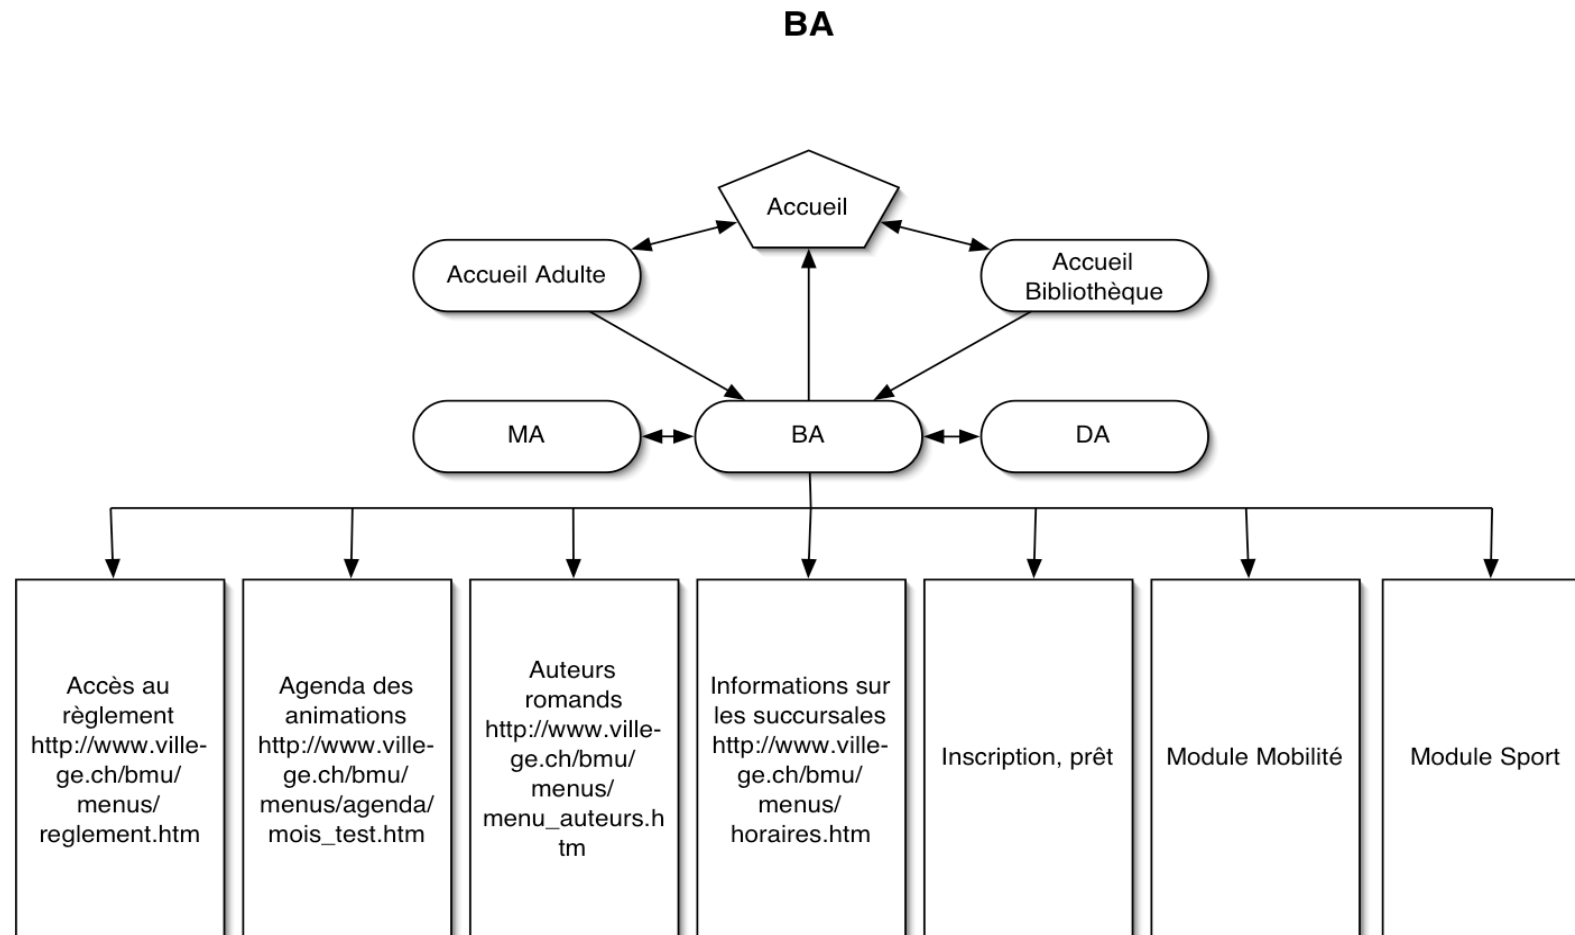 BA
Accueil
Accueil Adulte
Accueil
Bibliothèque
MA
BA
DA
Accès au
règlement
http://www.ville-
ge.ch/bmu/
menus/
reglement.htm
Agenda des
animations
http://www.ville-
ge.ch/bmu/
menus/agenda/
mois_test.htm
Auteurs
romands
http://www.ville-
ge.ch/bmu/
menus/
menu_auteurs.h
tm
Informations sur
les succursales
http://www.ville-
ge.ch/bmu/
menus/
horaires.htm
Inscription, prêt
Module Mobilité
Module Sport